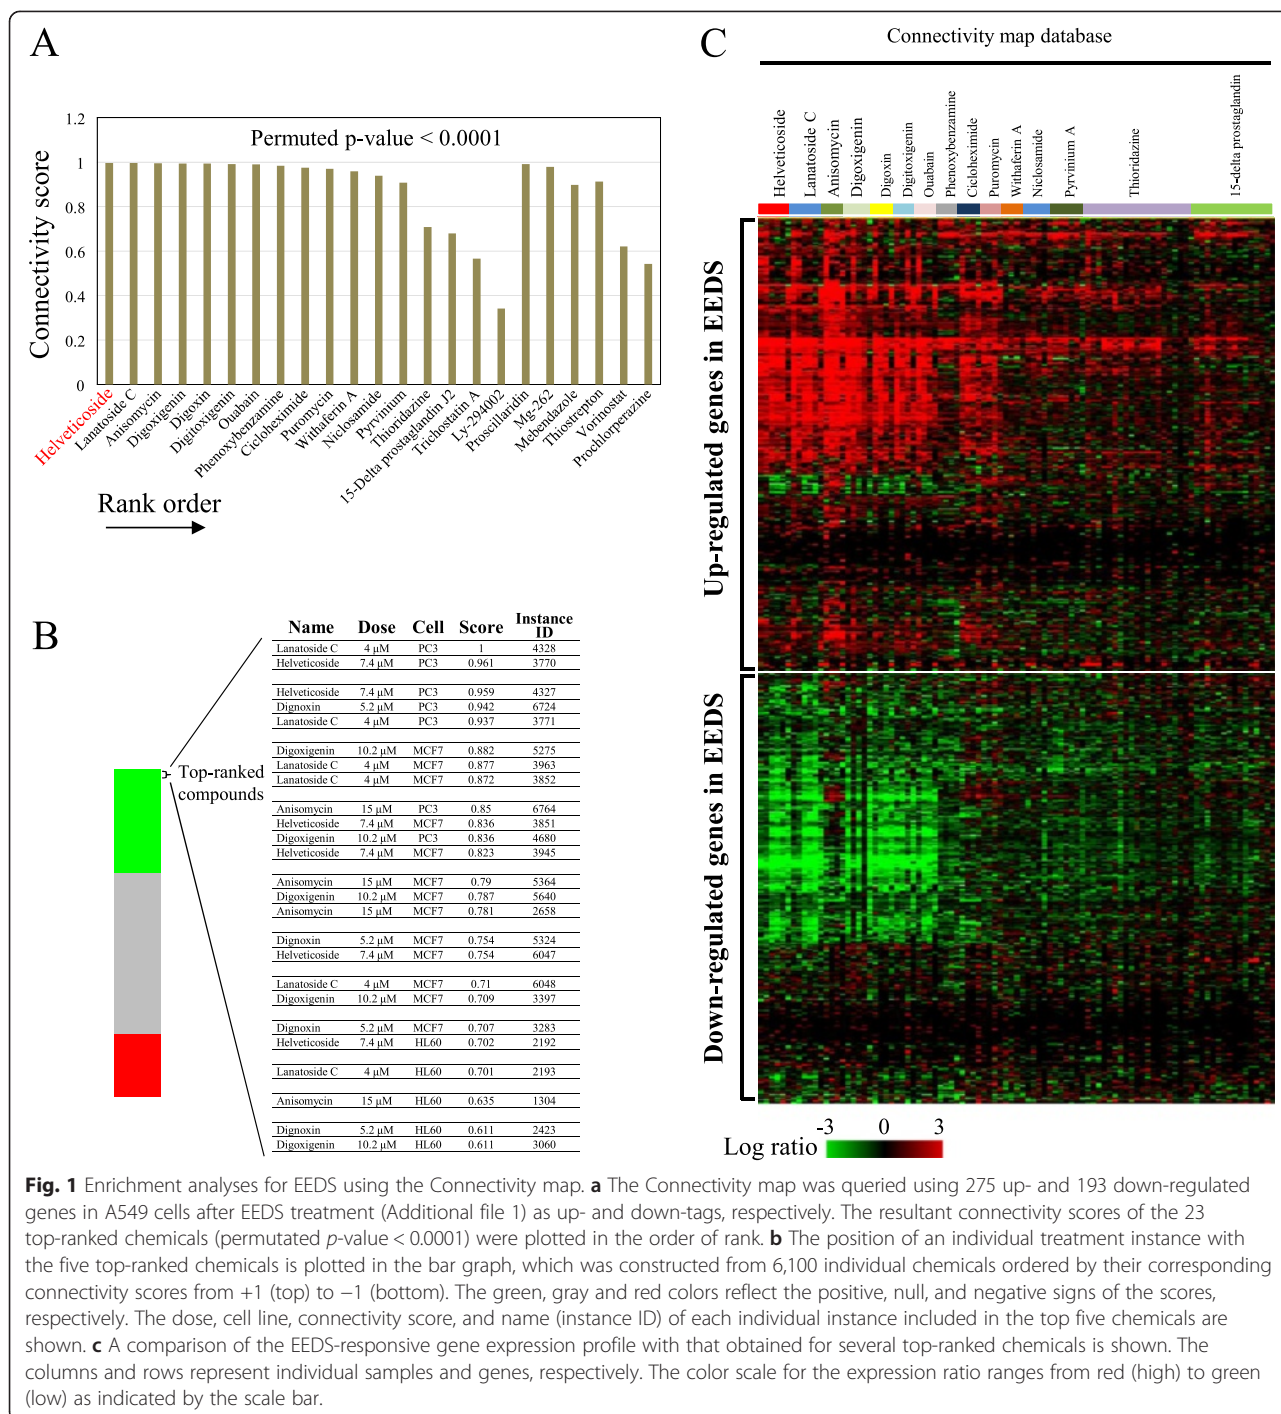 A
Permuted p-value < 0.0001
Connectivity score
1.2
1
0.8
0.6
0.4
0.2
0
Helveticoside
Lanatoside C
Anisomycin
Digoxigenin
Digoxin
Digitoxigenin
Ouabain
Phenoxybenzamine
Cicloheximide
Puromycin
Withaferin A
Niclosamide
Pyrvinium
Thioridazine
15-Delta prostaglandin J2
Trichostatin A
Ly-294002
Proscillaridin
Mg-262
Mebendazole
Thiostrepton
Vorinostat
Prochlorperazine
Rank order
B
Top-ranked
compounds
Name Dose Cell Score Instance ID
Lanatoside C 4 µM PC3 1 4328
Helveticoside 7.4 µM PC3 0.961 3770
Helveticoside 7.4 µM PC3 0.959 4327
Dignoxin 5.2 µM PC3 0.942 6724
Lanatoside C 4 µM PC3 0.937 3771
Digoxigenin 10.2 µM MCF7 0.882 5275
Lanatoside C 4 µM MCF7 0.877 3963
Lanatoside C 4 µM MCF7 0.872 3852
Anisomycin 15 µM PC3 0.85 6764
Helveticoside 7.4 µM MCF7 0.836 3851
Digoxigenin 10.2 µM PC3 0.836 4680
Helveticoside 7.4 µM MCF7 0.823 3945
Anisomycin 15 µM MCF7 0.79 5364
Digoxigenin 10.2 µM MCF7 0.787 5640
Anisomycin 15 µM MCF7 0.781 2658
Dignoxin 5.2 µM MCF7 0.754 5324
Helveticoside 7.4 µM MCF7 0.754 6047
Lanatoside C 4 µM MCF7 0.71 6048
Digoxigenin 10.2 µM MCF7 0.709 3397
Dignoxin 5.2 µM MCF7 0.707 3283
Helveticoside 7.4 µM HL60 0.702 2192
Lanatoside C 4 µM HL60 0.701 2193
Anisomycin 15 µM HL60 0.635 1304
Dignoxin 5.2 µM HL60 0.611 2423
Digoxigenin 10.2 µM HL60 0.611 3060
C
Connectivity map database
Helveticoside
Lanatoside C
Anisomycin
Digoxigenin
Digoxin
Digitoxigenin
Ouabain
Phenoxybenzamine
Cicloheximide
Puromycin
Withaferin A
Niclosamide
Pyrvinium A
Thioridazine
15-delta prostaglandin
Up-regulated genes in EEDS
Down-regulated genes in EEDS
Log ratio
-3 0 3
Fig. 1 Enrichment analyses for EEDS using the Connectivity map. a The Connectivity map was queried using 275 up- and 193 down-regulated
genes in A549 cells after EEDS treatment (Additional file 1) as up- and down-tags, respectively. The resultant connectivity scores of the 23
top-ranked chemicals (permutated p-value < 0.0001) were plotted in the order of rank. b The position of an individual treatment instance with
the five top-ranked chemicals is plotted in the bar graph, which was constructed from 6,100 individual chemicals ordered by their corresponding
connectivity scores from +1 (top) to −1 (bottom). The green, gray and red colors reflect the positive, null, and negative signs of the scores,
respectively. The dose, cell line, connectivity score, and name (instance ID) of each individual instance included in the top five chemicals are
shown. c A comparison of the EEDS-responsive gene expression profile with that obtained for several top-ranked chemicals is shown. The
columns and rows represent individual samples and genes, respectively. The color scale for the expression ratio ranges from red (high) to green
(low) as indicated by the scale bar.